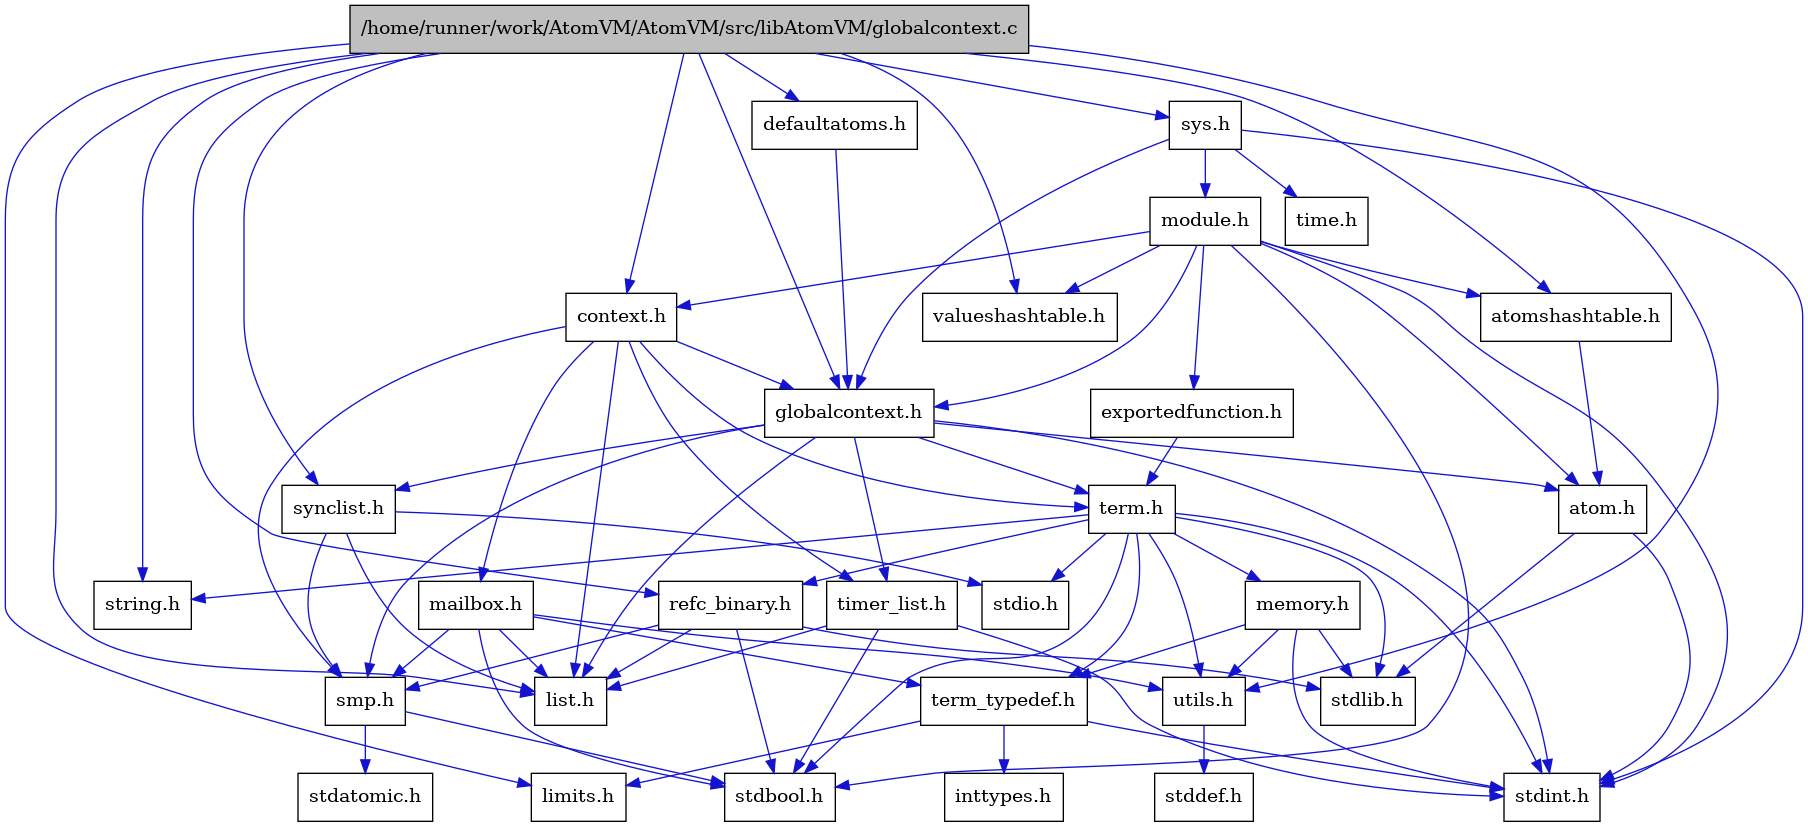 /home/runner/work/AtomVM/AtomVM/src/libAtomVM/globalcontext.c
defaultatoms.h
sys.h
module.h
time.h
context.h
valueshashtable.h
atomshashtable.h
globalcontext.h
exportedfunction.h
synclist.h
term.h
atom.h
string.h
mailbox.h
refc_binary.h
timer_list.h
stdio.h
memory.h
smp.h
list.h
term_typedef.h
utils.h
stdlib.h
stdatomic.h
limits.h
stdbool.h
inttypes.h
stddef.h
stdint.h